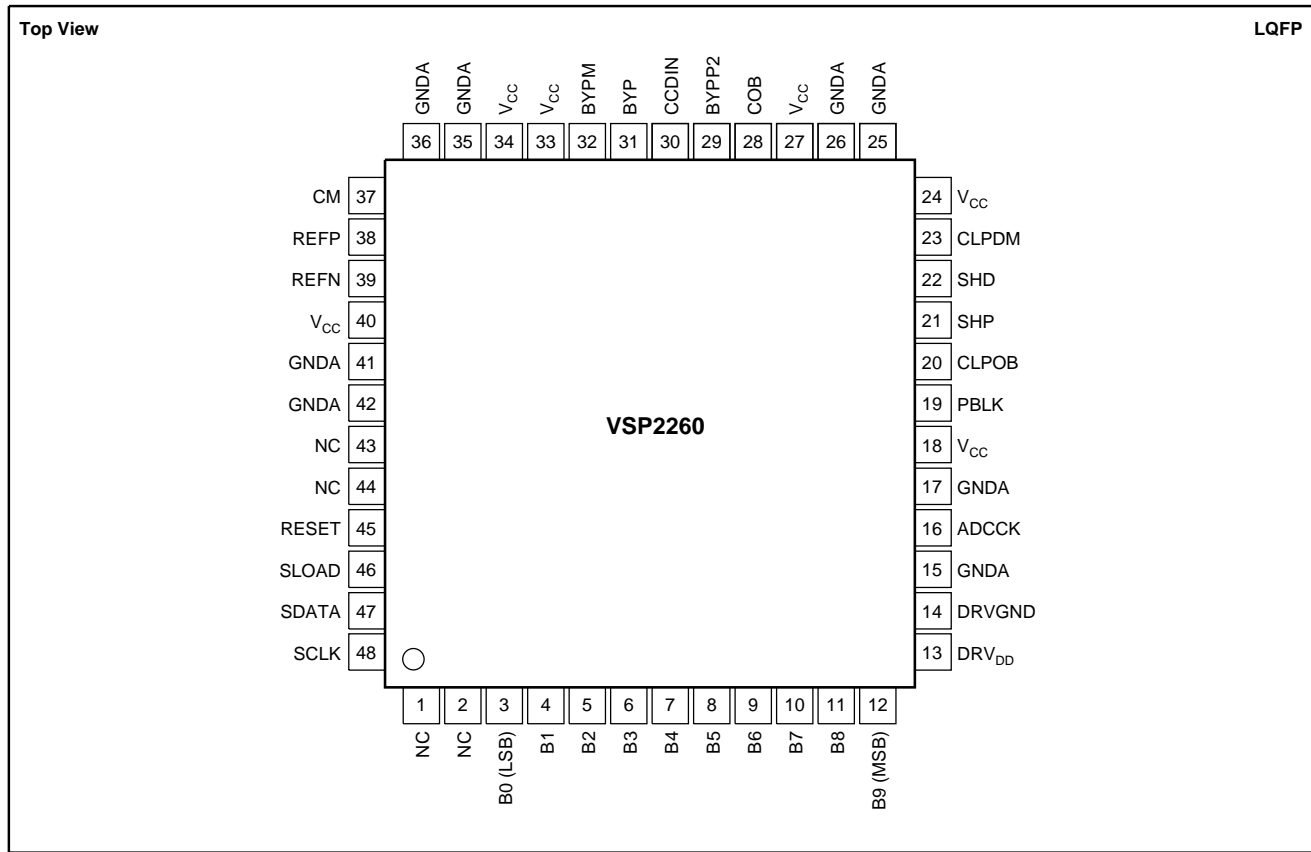 Top View
LQFP
GNDA GNDA VCC VCC BYPM BYP CCDIN BYPP2 COB VCC GNDA GNDA
36 35 34 33 32 31 30 29 28 27 26 25
CM 37
24 VCC
REFP 38
23 CLPDM
REFN 39
22 SHD
VCC 40
21 SHP
GNDA 41
20 CLPOB
GNDA 42
19 PBLK
VSP2260
NC 43
18 VCC
NC 44
17 GNDA
RESET 45
16 ADCCK
SLOAD 46
15 GNDA
SDATA 47
14 DRVGND
SCLK 48
13 DRVDD
1 2 3 4 5 6 7 8 9 10 11 12
NC NC B0 (LSB) B1 B2 B3 B4 B5 B6 B7 B8 B9 (MSB)